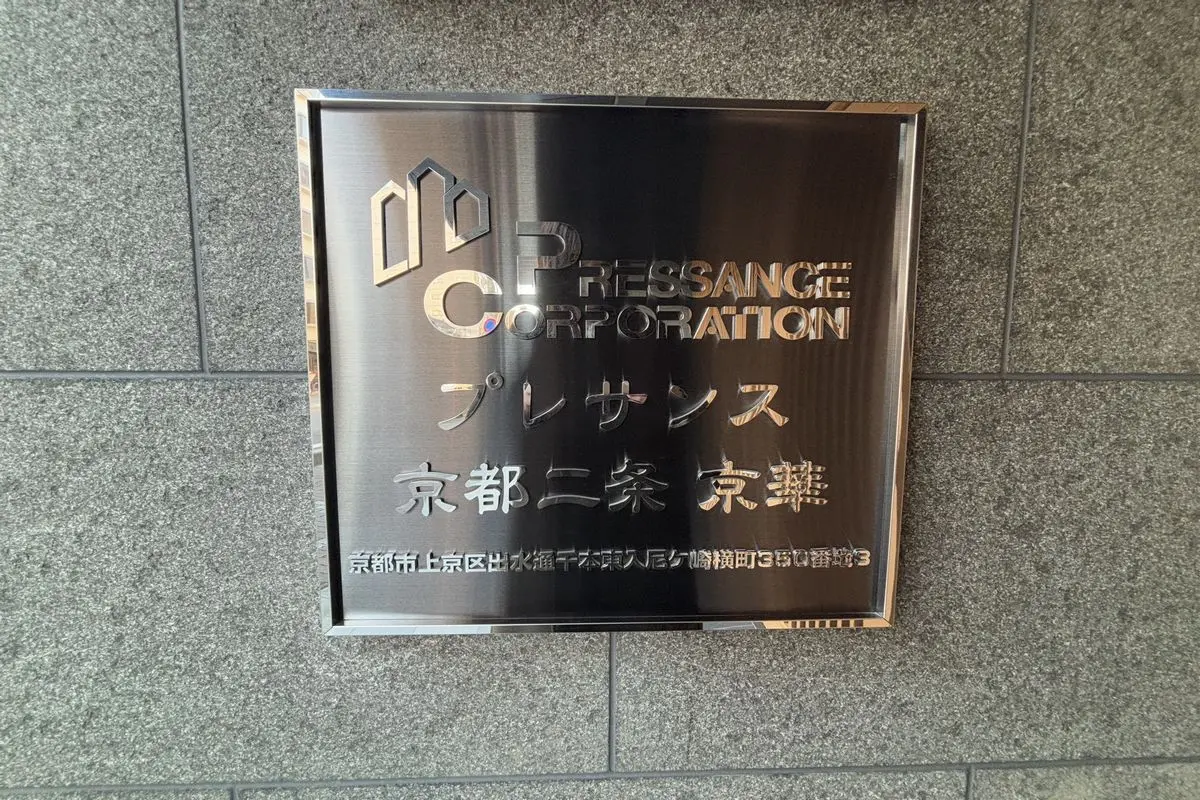 PRESSANCE
CORPORATION
プレサンス
京都二条 京華
京都市上京区出水通千本東入尼ケ崎横町350番地3